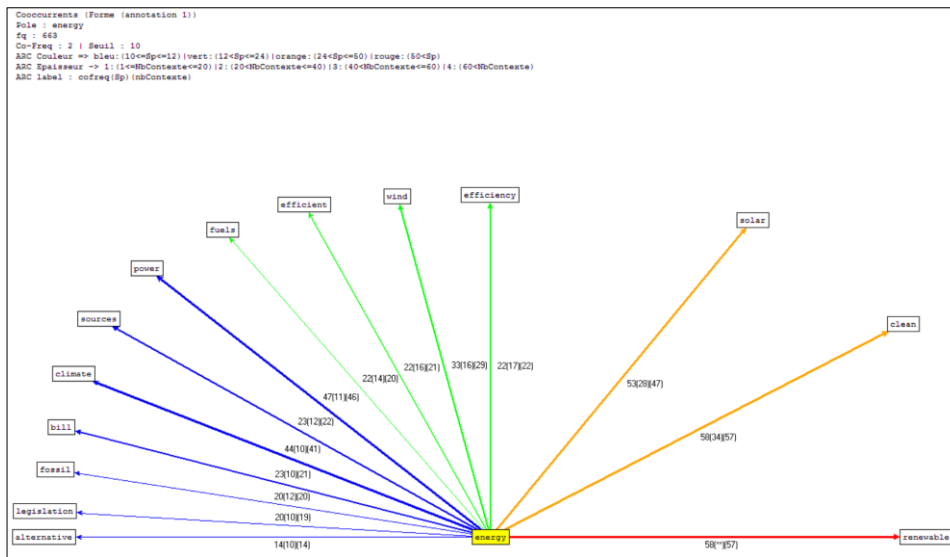 Cooccurrents (Forme (annotation 1))
Pole : energy
fq : 663
Co-Freq : 2 | Seuil : 10
ARC Couleur => bleu:(10<=Sp<=12)|vert:(12<Sp<=24)|orange:(24<Sp<=50)|rouge:(50<Sp)
ARC Epaisseur -> 1:(1<=NbContexte<=20)|2:(20<NbContexte<=40)|3:(40<NbContexte<=60)|4:(60<NbContexte)
ARC label : cofreq(Sp)(nbContexte)
efficiency
wind
efficient
solar
fuels
power
sources
clean
climate
bill
fossil
legislation
alternative
energy
renewable
22(14)(20)
22(16)(21)
33(16)(29)
22(17)(22)
53(28)(47)
47(11)(46)
23(12)(22)
58(34)(57)
44(10)(41)
23(10)(21)
20(12)(20)
20(10)(19)
14(10)(14)
58(**)(57)